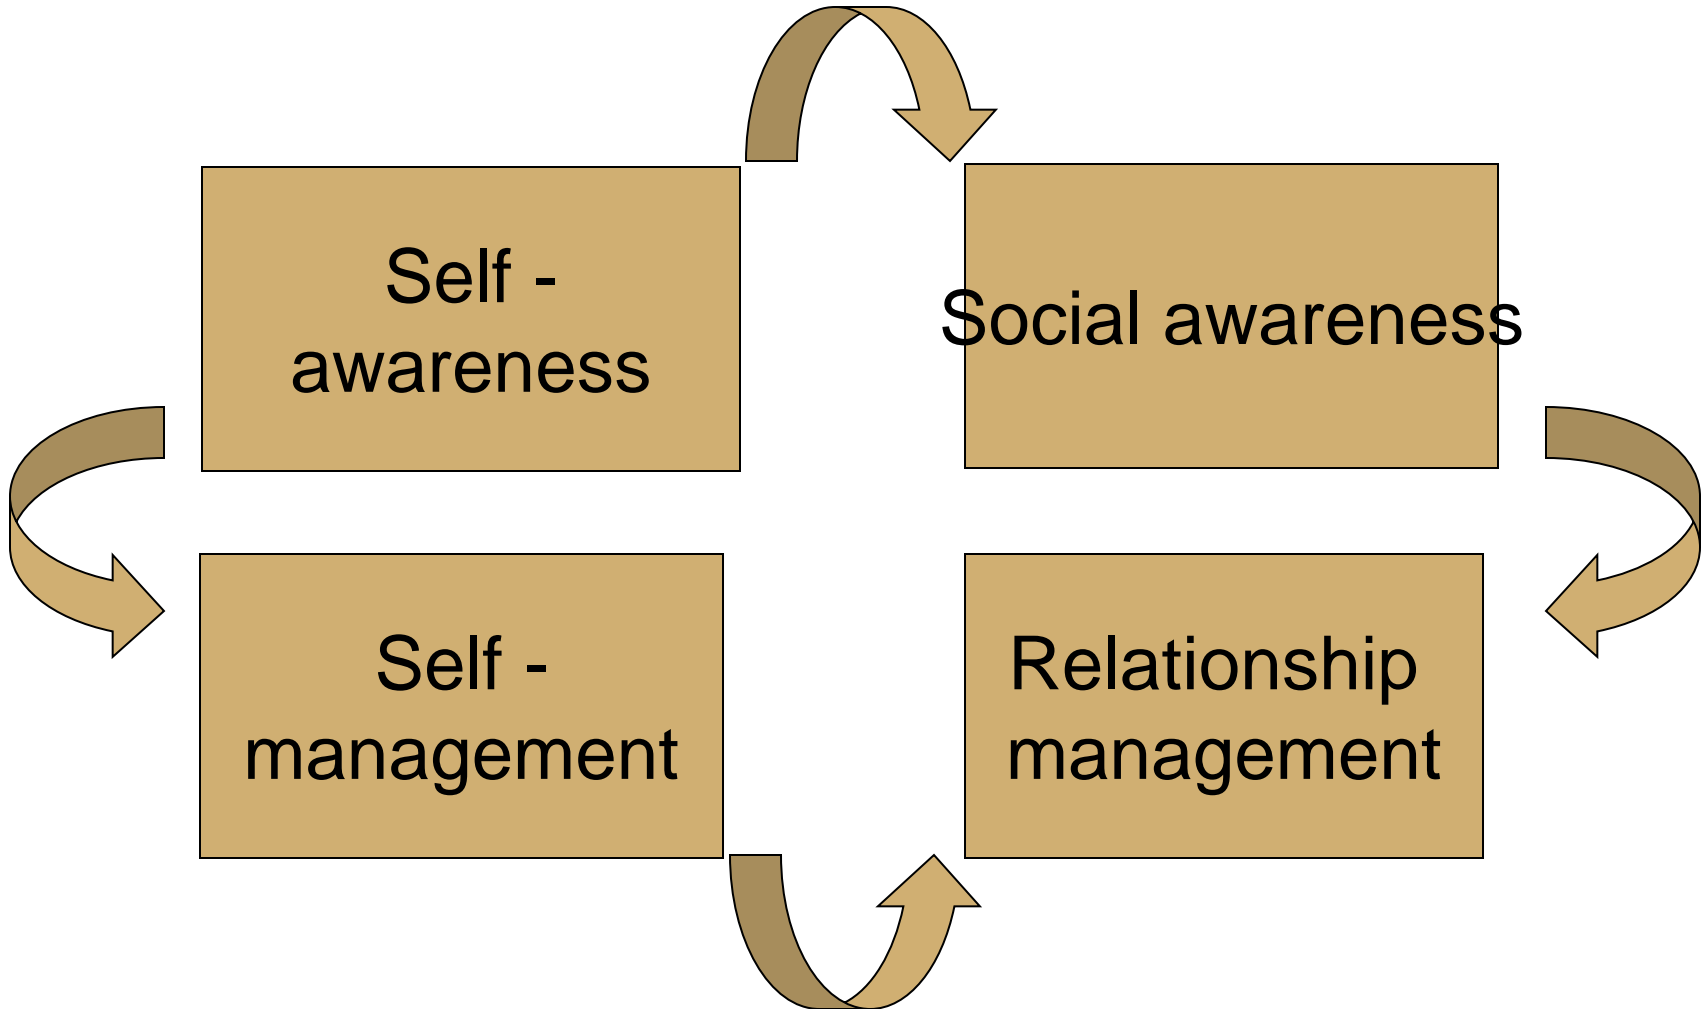 Self -
awareness
Social awareness
Self -
management
Relationship
management